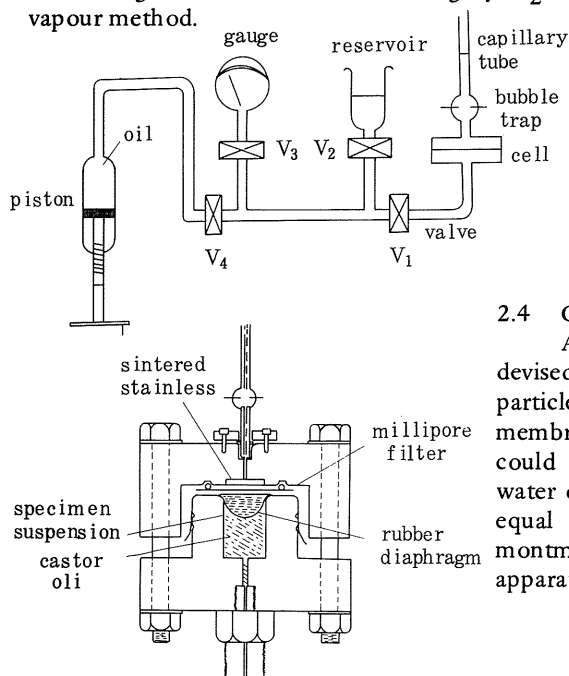 vapour method.
gauge
reservoir
capillary
tube
bubble
trap
oil
V₃
V₂
cell
piston
valve
V₄
V₁
2.4
sintered
stainless
devised
particle
millipore
filter
membr
could
water
specimen
suspension
rubber
diaphragm
equal
castor
oli
montm
appara